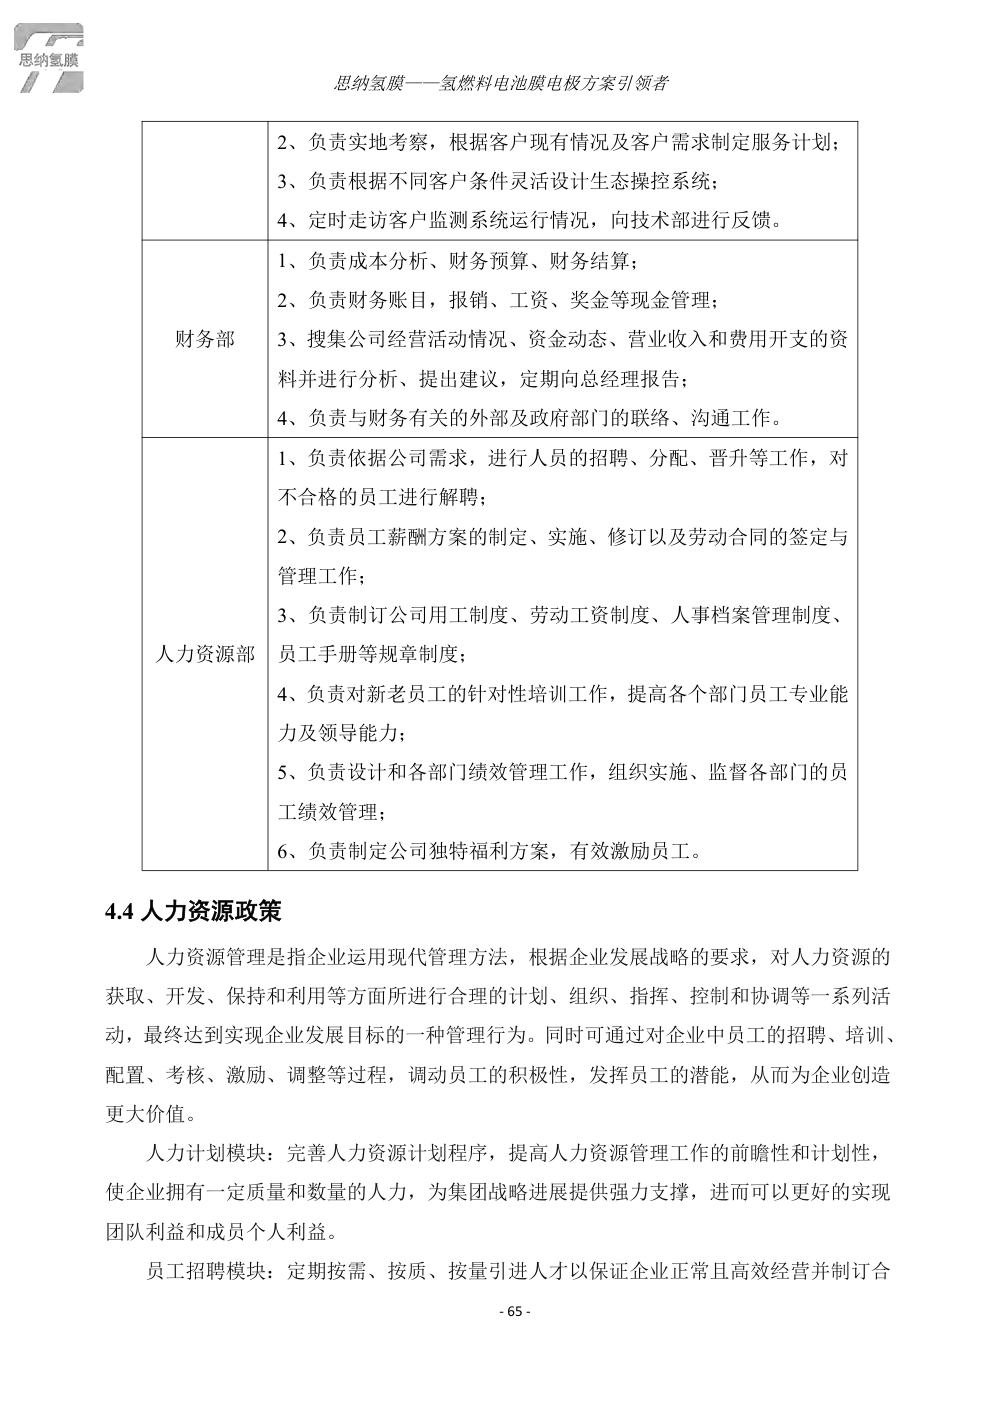 思纳氢膜
思纳氢膜——氢燃料电池膜电极方案引领者
2、负责实地考察，根据客户现有情况及客户需求制定服务计划；
3、负责根据不同客户条件灵活设计生态操控系统；
4、定时走访客户监测系统运行情况，向技术部进行反馈。
财务部
1、负责成本分析、财务预算、财务结算；
2、负责财务账目，报销、工资、奖金等现金管理；
3、搜集公司经营活动情况、资金动态、营业收入和费用开支的资
料并进行分析、提出建议，定期向总经理报告；
4、负责与财务有关的外部及政府部门的联络、沟通工作。
人力资源部
1、负责依据公司需求，进行人员的招聘、分配、晋升等工作，对
不合格的员工进行解聘；
2、负责员工薪酬方案的制定、实施、修订以及劳动合同的签定与
管理工作；
3、负责制订公司用工制度、劳动工资制度、人事档案管理制度、
员工手册等规章制度；
4、负责对新老员工的针对性培训工作，提高各个部门员工专业能
力及领导能力；
5、负责设计和各部门绩效管理工作，组织实施、监督各部门的员
工绩效管理；
6、负责制定公司独特福利方案，有效激励员工。
4.4 人力资源政策
人力资源管理是指企业运用现代管理方法，根据企业发展战略的要求，对人力资源的
获取、开发、保持和利用等方面所进行合理的计划、组织、指挥、控制和协调等一系列活
动，最终达到实现企业发展目标的一种管理行为。同时可通过对企业中员工的招聘、培训、
配置、考核、激励、调整等过程，调动员工的积极性，发挥员工的潜能，从而为企业创造
更大价值。
人力计划模块：完善人力资源计划程序，提高人力资源管理工作的前瞻性和计划性，
使企业拥有一定质量和数量的人力，为集团战略进展提供强力支撑，进而可以更好的实现
团队利益和成员个人利益。
员工招聘模块：定期按需、按质、按量引进人才以保证企业正常且高效经营并制订合
- 65 -